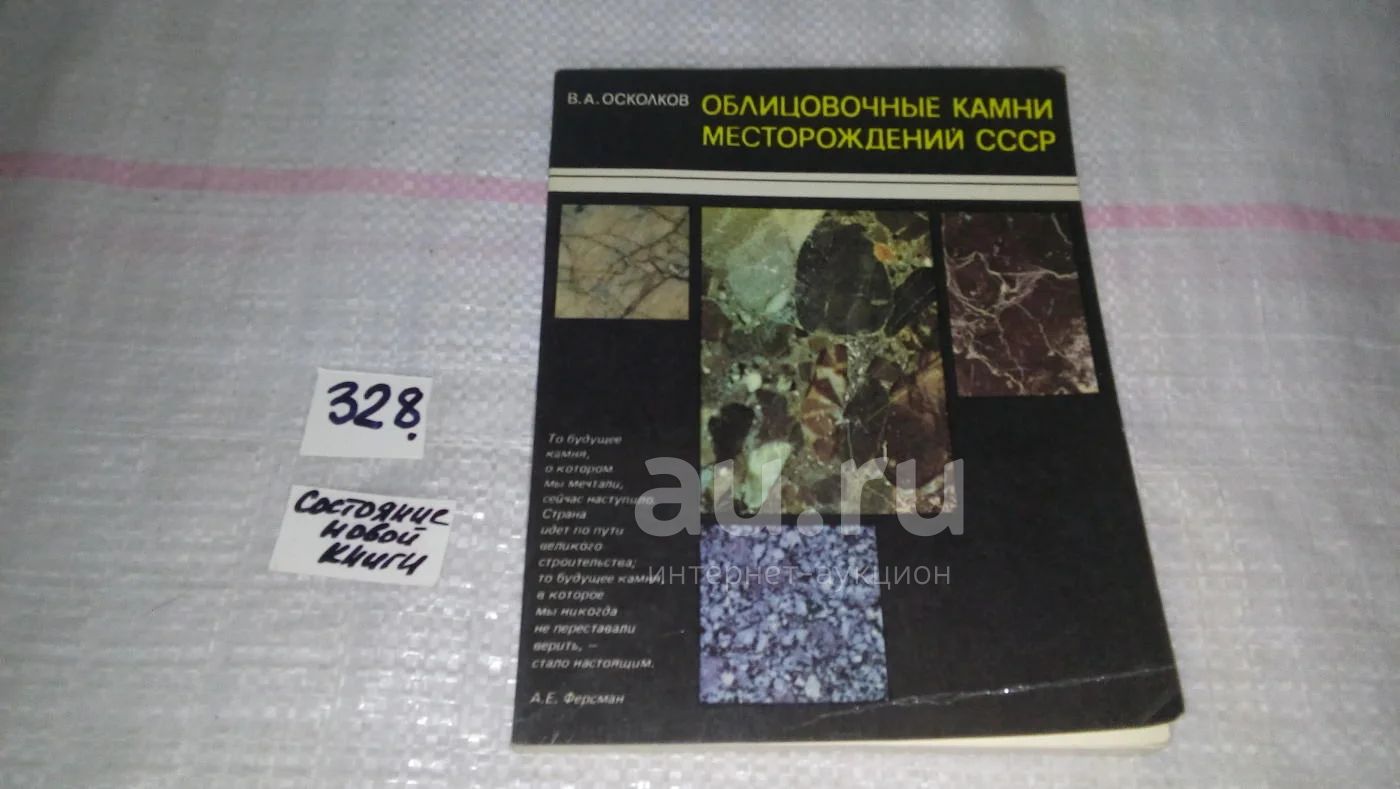 В.А. ОСКОЛКОВ
ОБЛИЦОВОЧНЫЕ КАМНИ
МЕСТОРОЖДЕНИЙ СССР
328.
Состояние
новой
книги
То будущее
камня,
о котором
мы мечтали,
сейчас наступило.
Страна
идет по пути
великого
строительства;
то будущее камня,
в которое
мы никогда
не переставали
верить, —
стало настоящим.
А.Е. Ферсман
au.ru
интернет-аукцион